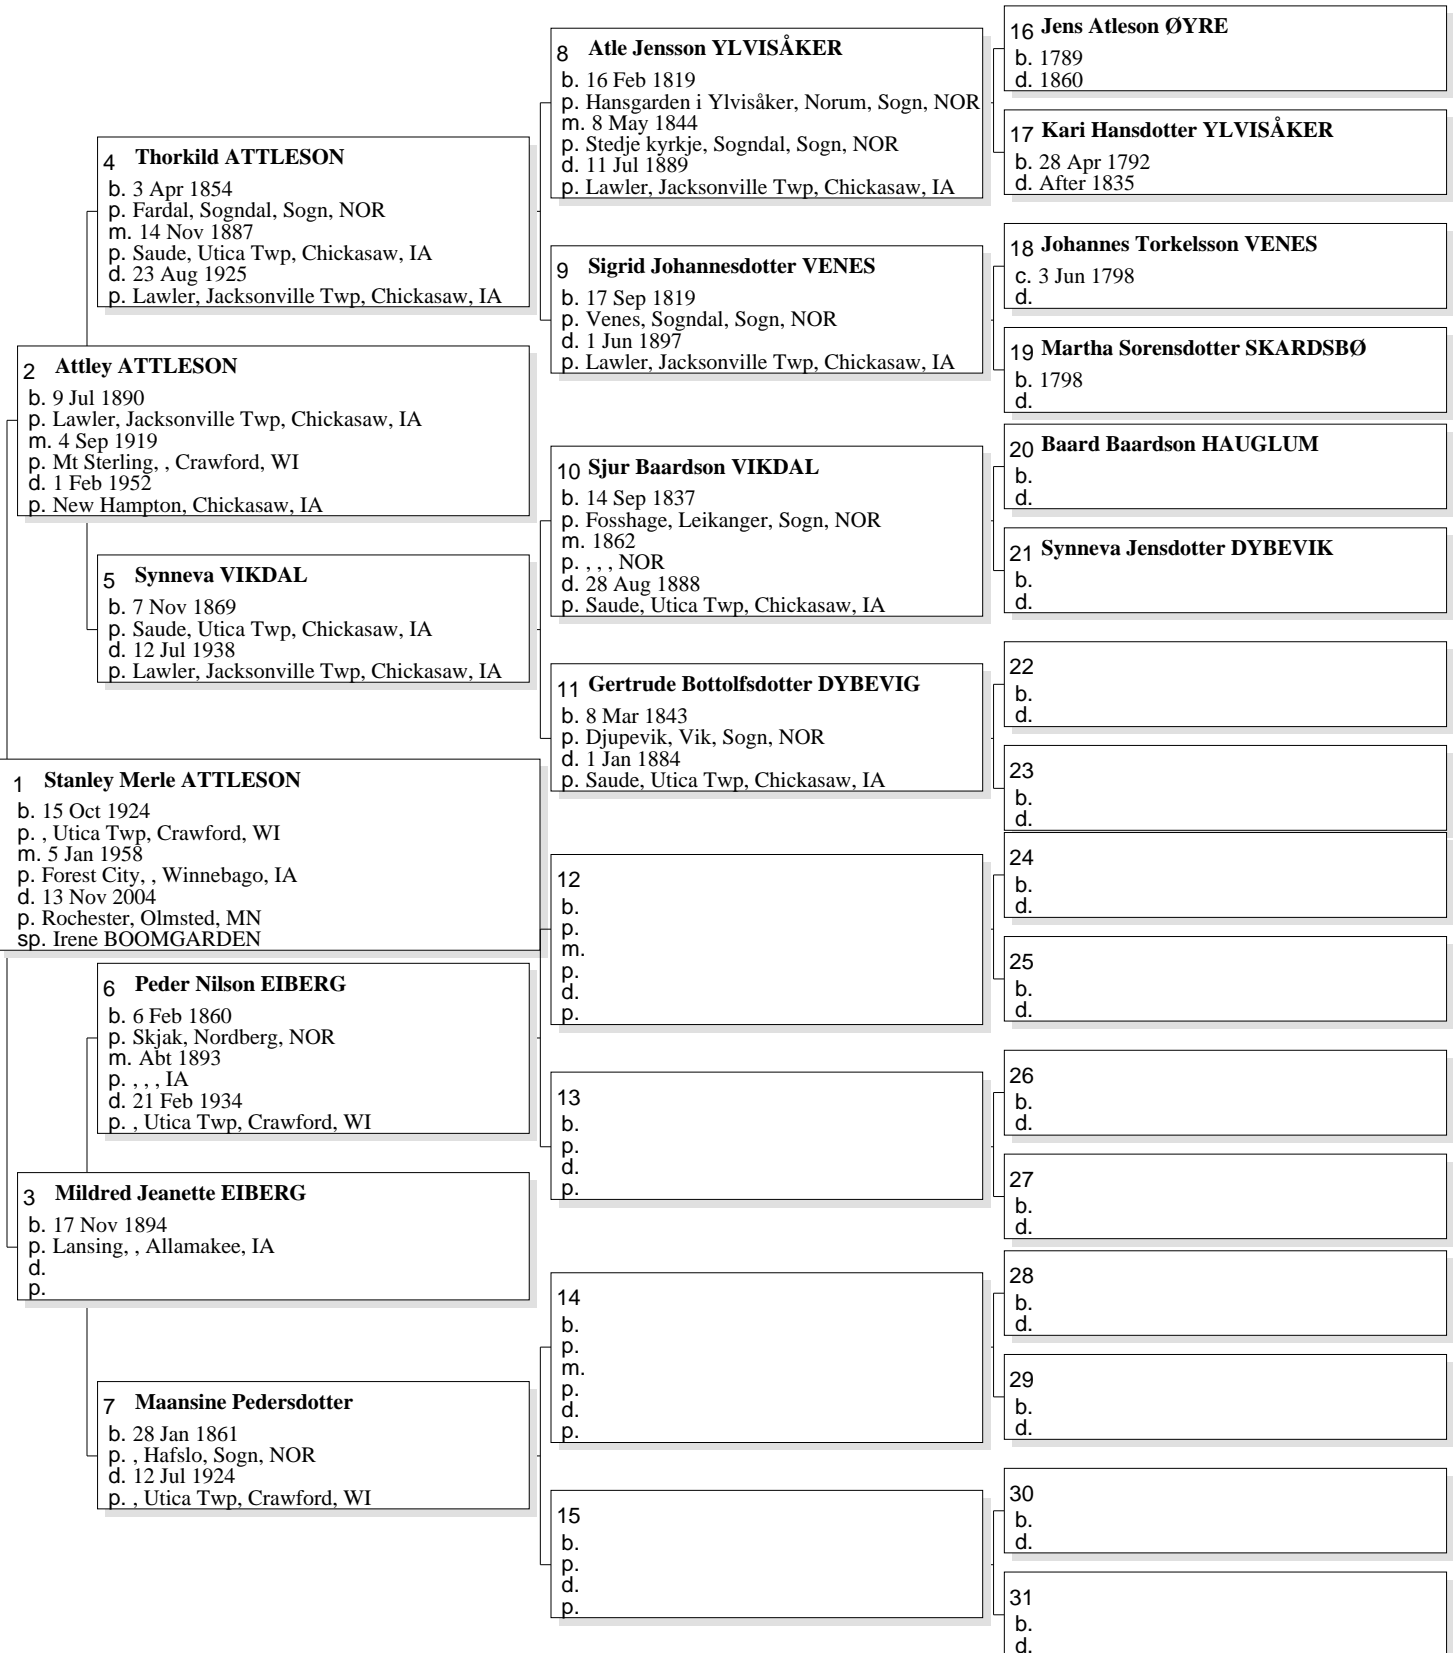 1 Stanley Merle ATTLESON
b. 15 Oct 1924
p. , Utica Twp, Crawford, WI
m. 5 Jan 1958
p. Forest City, , Winnebago, IA
d. 13 Nov 2004
p. Rochester, Olmsted, MN
sp. Irene BOOMGARDEN
2 Attley ATTLESON
b. 9 Jul 1890
p. Lawler, Jacksonville Twp, Chickasaw, IA
m. 4 Sep 1919
p. Mt Sterling, , Crawford, WI
d. 1 Feb 1952
p. New Hampton, Chickasaw, IA
3 Mildred Jeanette EIBERG
b. 17 Nov 1894
p. Lansing, , Allamakee, IA
d.
p.
4 Thorkild ATTLESON
b. 3 Apr 1854
p. Fardal, Sogndal, Sogn, NOR
m. 14 Nov 1887
p. Saude, Utica Twp, Chickasaw, IA
d. 23 Aug 1925
p. Lawler, Jacksonville Twp, Chickasaw, IA
5 Synneva VIKDAL
b. 7 Nov 1869
p. Saude, Utica Twp, Chickasaw, IA
d. 12 Jul 1938
p. Lawler, Jacksonville Twp, Chickasaw, IA
6 Peder Nilson EIBERG
b. 6 Feb 1860
p. Skjak, Nordberg, NOR
m. Abt 1893
p. , , , IA
d. 21 Feb 1934
p. , Utica Twp, Crawford, WI
7 Maansine Pedersdotter
b. 28 Jan 1861
p. , Hafslo, Sogn, NOR
d. 12 Jul 1924
p. , Utica Twp, Crawford, WI
8 Atle Jensson YLVISÅKER
b. 16 Feb 1819
p. Hansgarden i Ylvisåker, Norum, Sogn, NOR
m. 8 May 1844
p. Stedje kyrkje, Sogndal, Sogn, NOR
d. 11 Jul 1889
p. Lawler, Jacksonville Twp, Chickasaw, IA
9 Sigrid Johannesdotter VENES
b. 17 Sep 1819
p. Venes, Sogndal, Sogn, NOR
d. 1 Jun 1897
p. Lawler, Jacksonville Twp, Chickasaw, IA
10 Sjur Baardson VIKDAL
b. 14 Sep 1837
p. Fosshage, Leikanger, Sogn, NOR
m. 1862
p. , , , NOR
d. 28 Aug 1888
p. Saude, Utica Twp, Chickasaw, IA
11 Gertrude Bottolfsdotter DYBEVIG
b. 8 Mar 1843
p. Djupevik, Vik, Sogn, NOR
d. 1 Jan 1884
p. Saude, Utica Twp, Chickasaw, IA
12
b.
p.
m.
p.
d.
p.
13
b.
p.
d.
p.
14
b.
p.
m.
p.
d.
p.
15
b.
p.
d.
p.
16 Jens Atleson ØYRE
b. 1789
d. 1860
17 Kari Hansdotter YLVISÅKER
b. 28 Apr 1792
d. After 1835
18 Johannes Torkelsson VENES
c. 3 Jun 1798
d.
19 Martha Sorensdotter SKARDSBØ
b. 1798
d.
20 Baard Baardson HAUGLUM
b.
d.
21 Synneva Jensdotter DYBEVIK
b.
d.
22
b.
d.
23
b.
d.
24
b.
d.
25
b.
d.
26
b.
d.
27
b.
d.
28
b.
d.
29
b.
d.
30
b.
d.
31
b.
d.